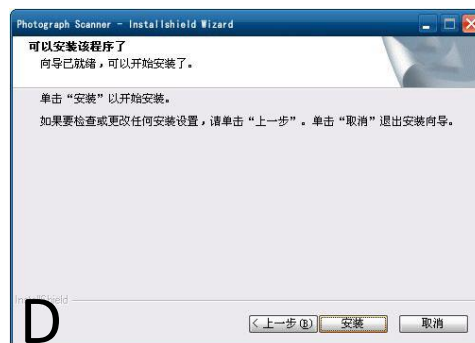 Photograph Scanner - Installshield Wizard
可以安装该程序了
向导已就绪，可以开始安装了。
单击“安装”以开始安装。
如果要检查或更改任何安装设置，请单击“上一步”。单击“取消”退出安装向导。
InstallShield
D
< 上一步(B) 安装 取消